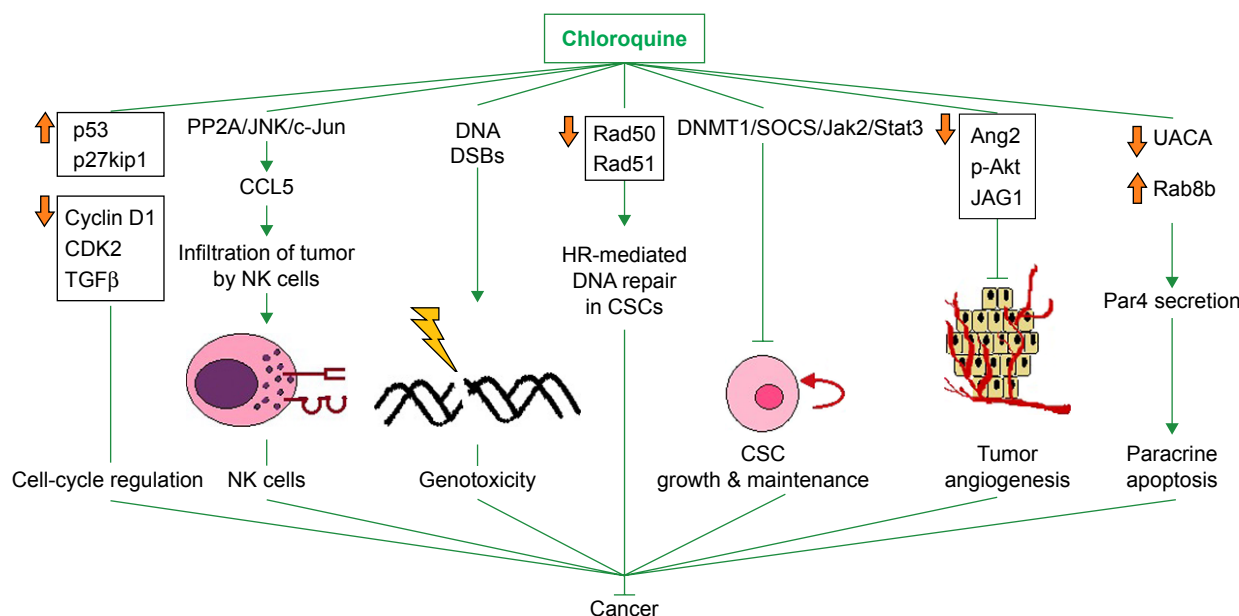 Chloroquine
p53
p27kip1
Cyclin D1
CDK2
TGFβ
Cell-cycle regulation
PP2A/JNK/c-Jun
CCL5
Infiltration of tumor
by NK cells
NK cells
DNA
DSBs
Genotoxicity
Rad50
Rad51
HR-mediated
DNA repair
in CSCs
DNMT1/SOCS/Jak2/Stat3
CSC
growth & maintenance
Ang2
p-Akt
JAG1
Tumor
angiogenesis
UACA
Rab8b
Par4 secretion
Paracrine
apoptosis
Cancer